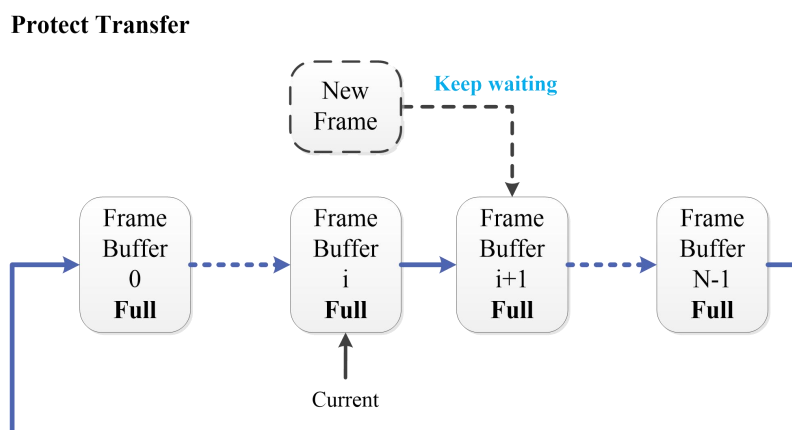 Protect Transfer
New
Frame
Keep waiting
Frame
Buffer
0
Full
Frame
Buffer
i
Full
Frame
Buffer
i+1
Full
Frame
Buffer
N-1
Full
Current